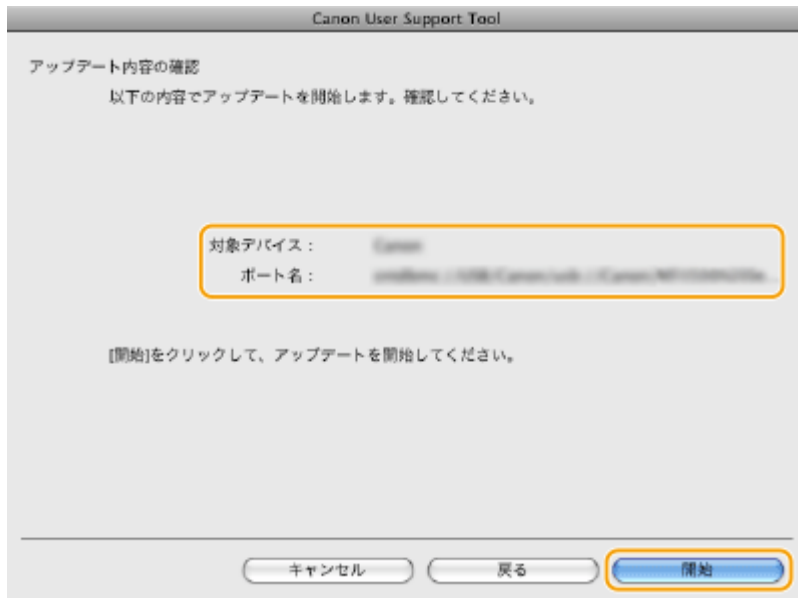 Canon User Support Tool
アップデート内容の確認
以下の内容でアップデートを開始します。確認してください。
対象デバイス： Canon
ポート名：
[開始]をクリックして、アップデートを開始してください。
キャンセル
戻る
開始